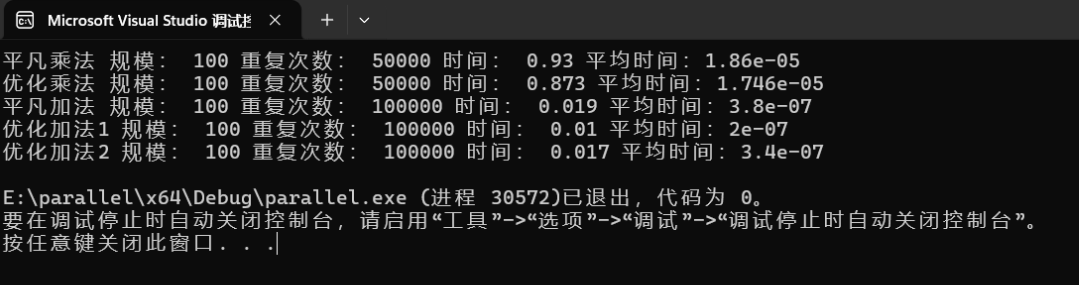 Microsoft Visual Studio 调试控
平凡乘法 规模： 100 重复次数： 50000 时间： 0.93 平均时间：1.86e-05
优化乘法 规模： 100 重复次数： 50000 时间： 0.873 平均时间：1.746e-05
平凡加法 规模： 100 重复次数： 100000 时间： 0.019 平均时间：3.8e-07
优化加法1 规模： 100 重复次数： 100000 时间： 0.01 平均时间：2e-07
优化加法2 规模： 100 重复次数： 100000 时间： 0.017 平均时间：3.4e-07
E:\parallel\x64\Debug\parallel.exe (进程 30572)已退出，代码为 0。
要在调试停止时自动关闭控制台，请启用“工具”->“选项”->“调试”->“调试停止时自动关闭控制台”。
按任意键关闭此窗口. . .